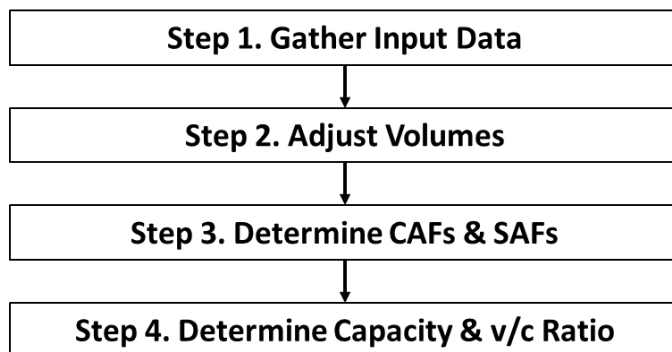 Step 1. Gather Input Data
Step 2. Adjust Volumes
Step 3. Determine CAFs & SAFs
Step 4. Determine Capacity & v/c Ratio